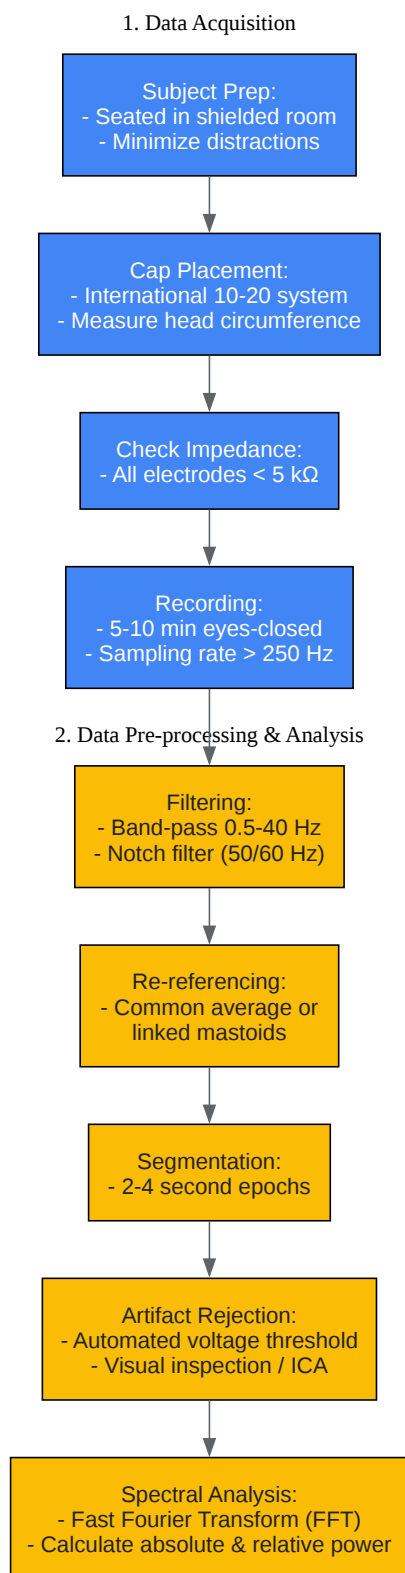 1. Data Acquisition
Subject Prep:
- Seated in shielded room
- Minimize distractions
Cap Placement:
- International 10-20 system
- Measure head circumference
Check Impedance:
- All electrodes < 5 kΩ
Recording:
- 5-10 min eyes-closed
- Sampling rate > 250 Hz
2. Data Pre-processing & Analysis
Filtering:
- Band-pass 0.5-40 Hz
- Notch filter (50/60 Hz)
Re-referencing:
- Common average or
linked mastoids
Segmentation:
- 2-4 second epochs
Artifact Rejection:
- Automated voltage threshold
- Visual inspection / ICA
Spectral Analysis:
- Fast Fourier Transform (FFT)
- Calculate absolute & relative power